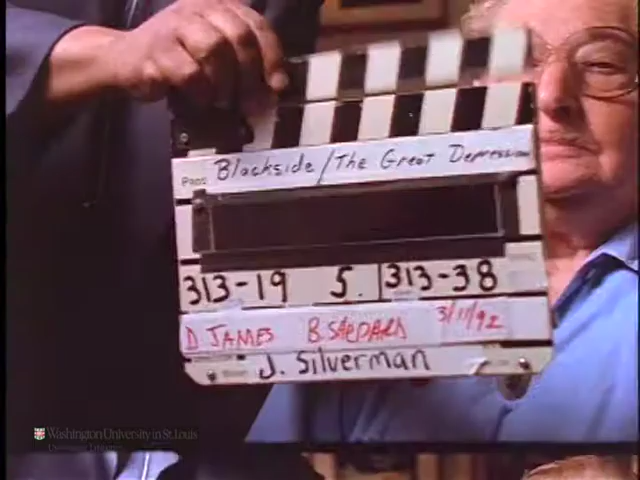 Blackside/The Great Depression
313-19 5. 313-38
D JAMES B. SHEPARD 3/11/92
J. Silverman
Washington University in St. Louis